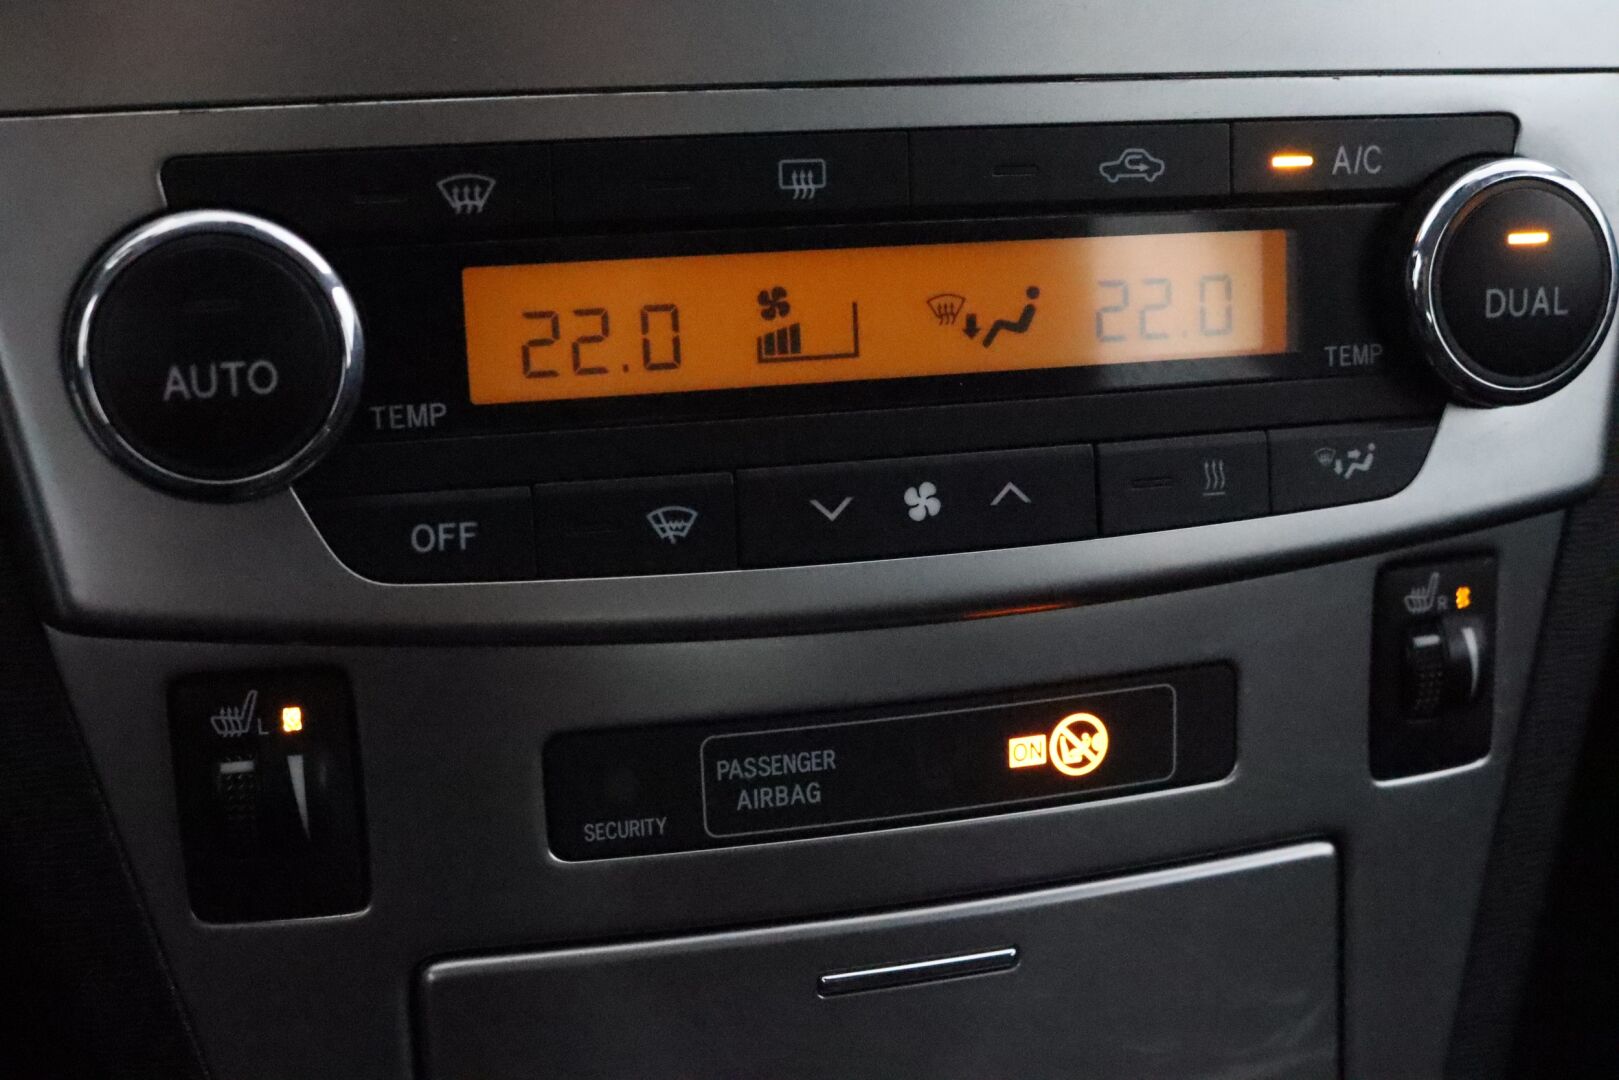 A/C
AUTO
TEMP
22.0
22.0
TEMP
DUAL
OFF
R
L
PASSENGER
AIRBAG
ON
SECURITY